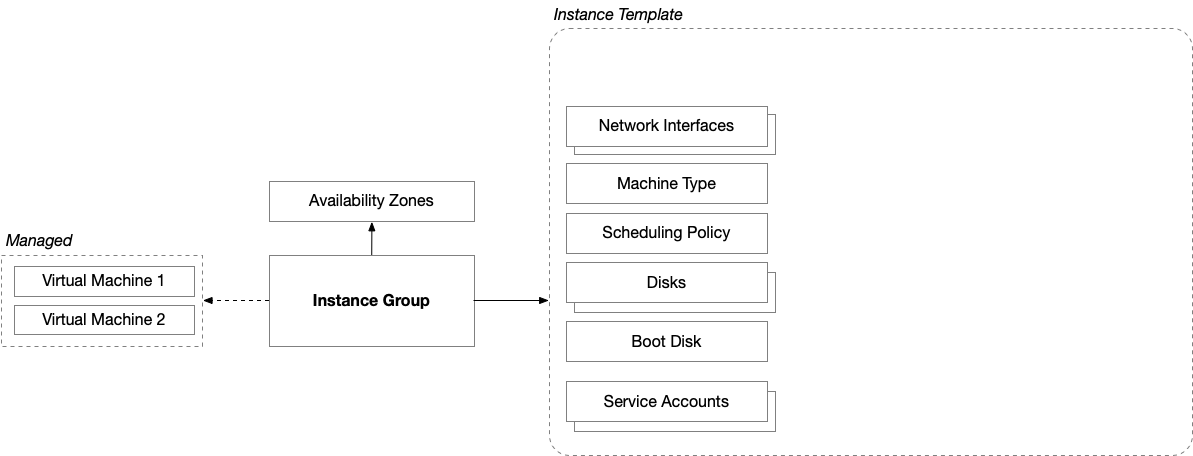 Instance Template
Network Interfaces
Machine Type
Availability Zones
Scheduling Policy
Managed
Virtual Machine 1
Disks
Instance Group
Virtual Machine 2
Boot Disk
Service Accounts